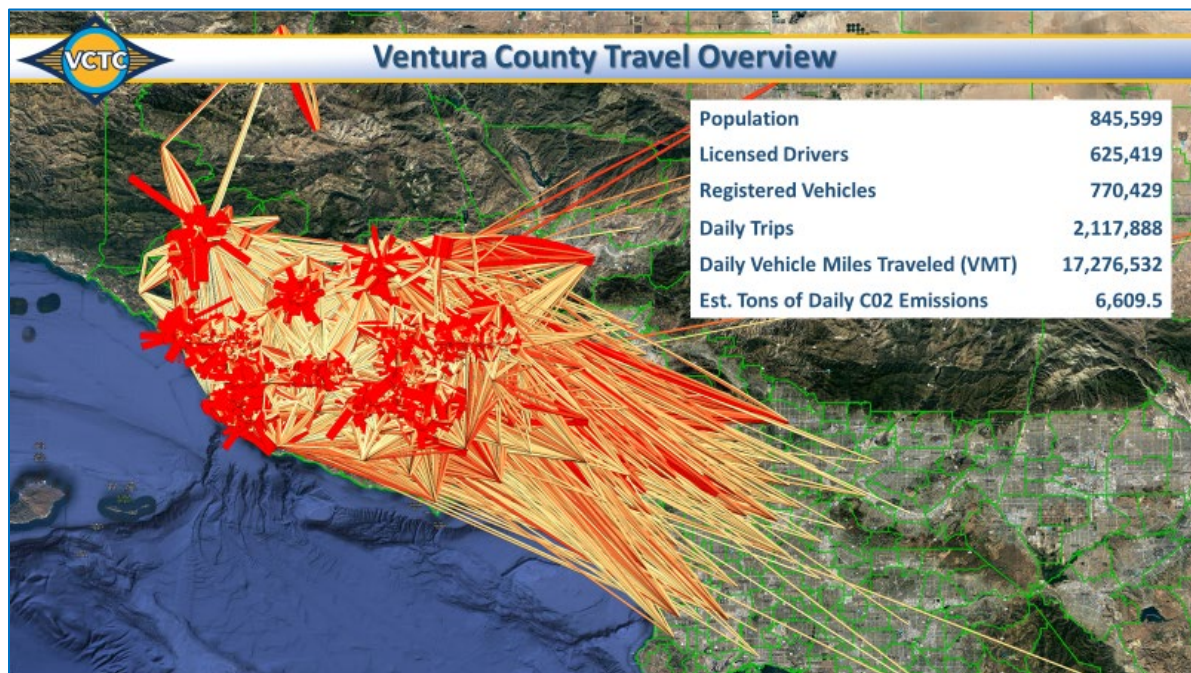 VCTC
Ventura County Travel Overview
Population 845,599
Licensed Drivers 625,419
Registered Vehicles 770,429
Daily Trips 2,117,888
Daily Vehicle Miles Traveled (VMT) 17,276,532
Est. Tons of Daily C02 Emissions 6,609.5